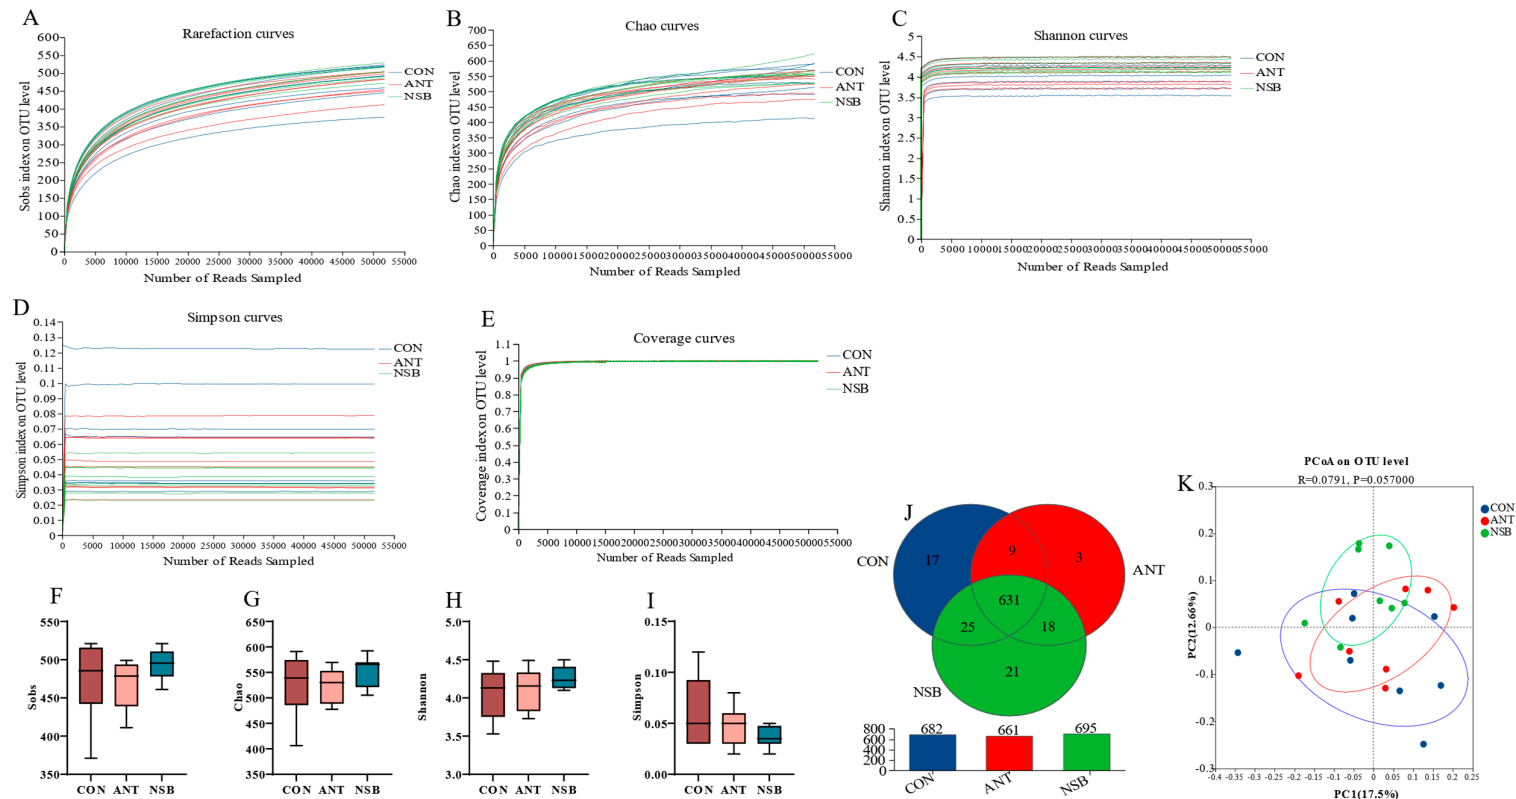 A
Rarefaction curves
Sobs index on OTU level
600
550
500
450
400
350
300
250
200
150
100
50
0
0 5000 10000 15000 20000 25000 30000 35000 40000 45000 50000 55000
Number of Reads Sampled
CON
ANT
NSB
B
Chao curves
Chao index on OTU level
700
650
600
550
500
450
400
350
300
250
200
150
100
50
0
0 5000 10000 15000 20000 25000 30000 35000 40000 45000 50000 55000
Number of Reads Sampled
CON
ANT
NSB
C
Shannon curves
Shannon index on OTU level
5
4.5
4
3.5
3
2.5
2
1.5
1
0.5
0
0 5000 10000 15000 20000 25000 30000 35000 40000 45000 50000 55000
Number of Reads Sampled
CON
ANT
NSB
D
Simpson curves
Simpson index on OTU level
0.14
0.13
0.12
0.11
0.1
0.09
0.08
0.07
0.06
0.05
0.04
0.03
0.02
0.01
0
0 5000 10000 15000 20000 25000 30000 35000 40000 45000 50000 55000
Number of Reads Sampled
CON
ANT
NSB
E
Coverage curves
Coverage index on OTU level
1.1
1
0.9
0.8
0.7
0.6
0.5
0.4
0.3
0.2
0.1
0
0 5000 10000 15000 20000 25000 30000 35000 40000 45000 50000 55000
Number of Reads Sampled
CON
ANT
NSB
F
Sobs
550
500
450
400
350
CON ANT NSB
G
Chao
650
600
550
500
450
400
350
CON ANT NSB
H
Shannon
5.0
4.5
4.0
3.5
3.0
CON ANT NSB
I
Simpson
0.15
0.10
0.05
0.00
CON ANT NSB
J
CON
ANT
NSB
17
9
3
631
25
18
21
800
600
400
200
0
682 661 695
CON ANT NSB
K
PCoA on OTU level
R=0.0791, P=0.057000
PC2(12.66%)
0.3
0.2
0.1
0
-0.1
-0.2
-0.3
-0.4 -0.35 -0.3 -0.25 -0.2 -0.15 -0.1 -0.05 0 0.05 0.1 0.15 0.2 0.25
PC1(17.5%)
CON
ANT
NSB